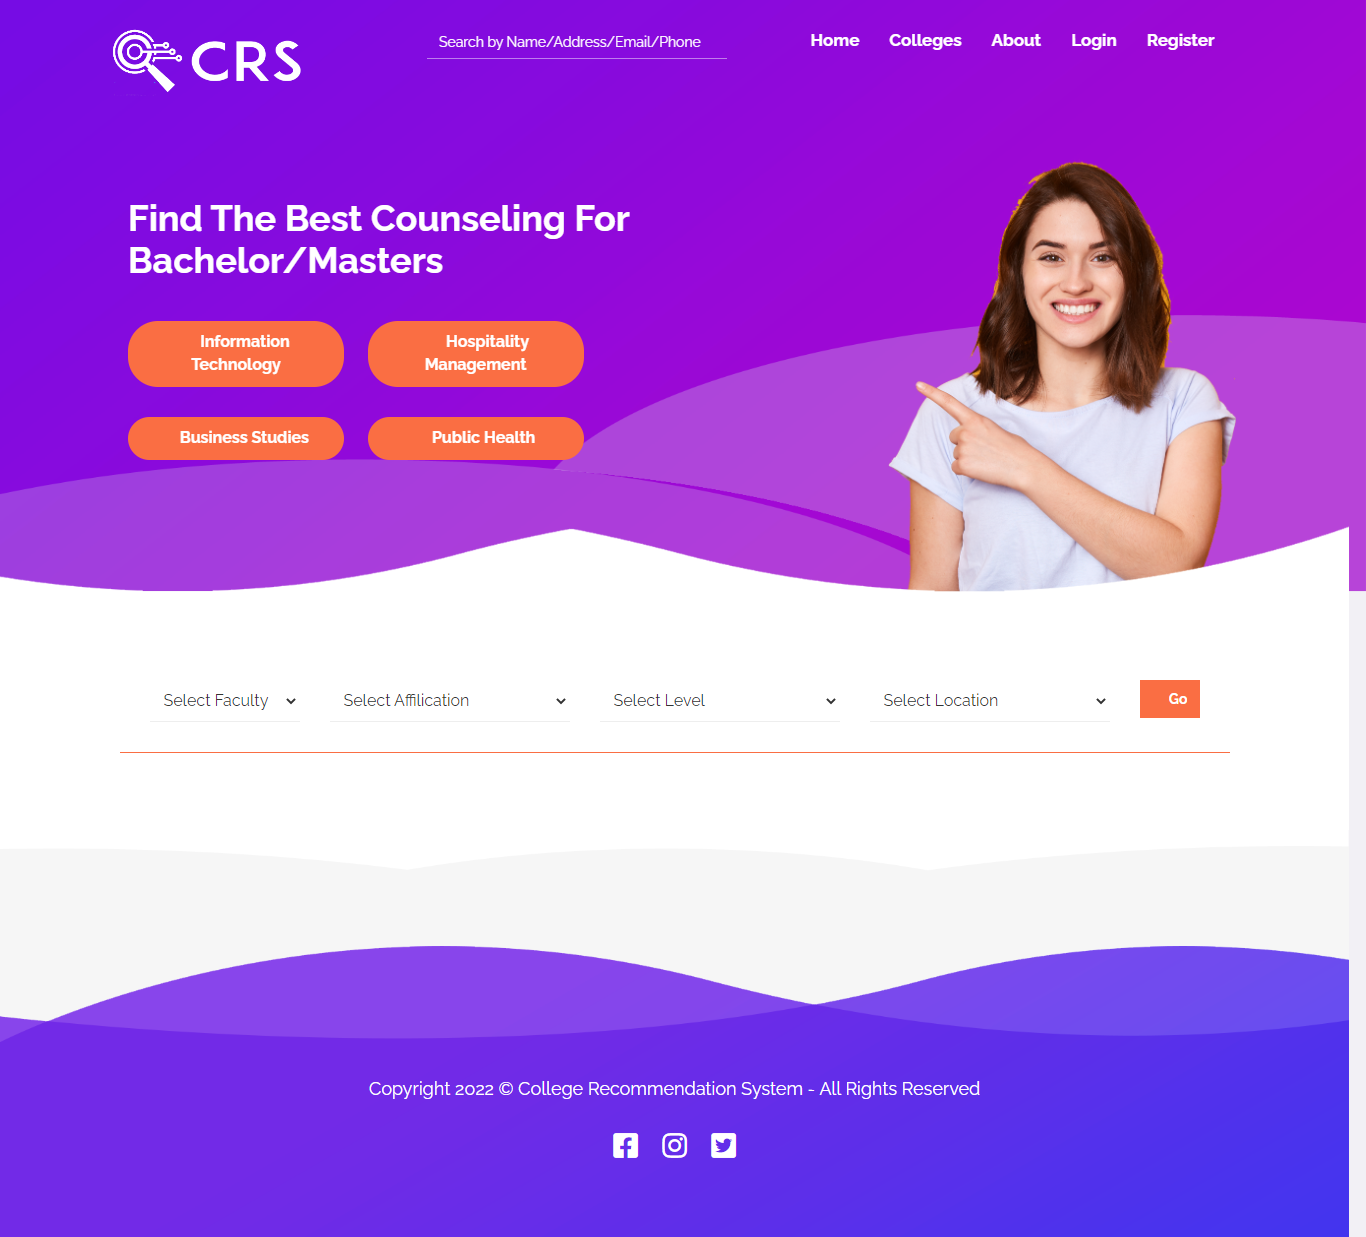 CRS
Search by Name/Address/Email/Phone
Home
Colleges
About
Login
Register
Find The Best Counseling For
Bachelor/Masters
Information
Technology
Hospitality
Management
Business Studies
Public Health
Select Faculty
Select Affilication
Select Level
Select Location
Go
Copyright 2022 © College Recommendation System - All Rights Reserved